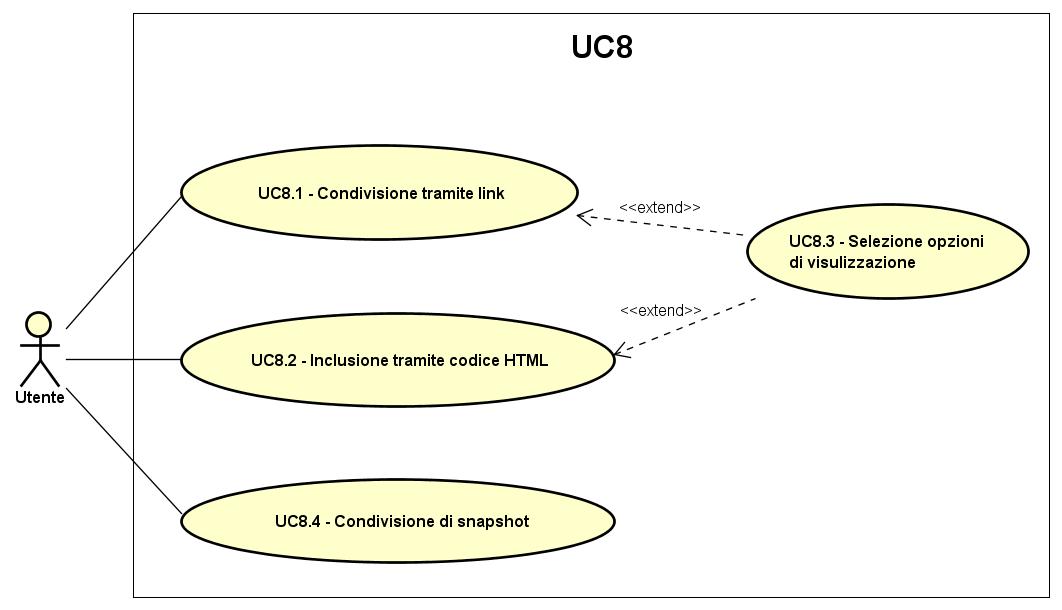 UC8
UC8.1 - Condivisione tramite link
<<extend>>
UC8.3 - Selezione opzioni
di visulizzazione
<<extend>>
UC8.2 - Inclusione tramite codice HTML
Utente
UC8.4 - Condivisione di snapshot